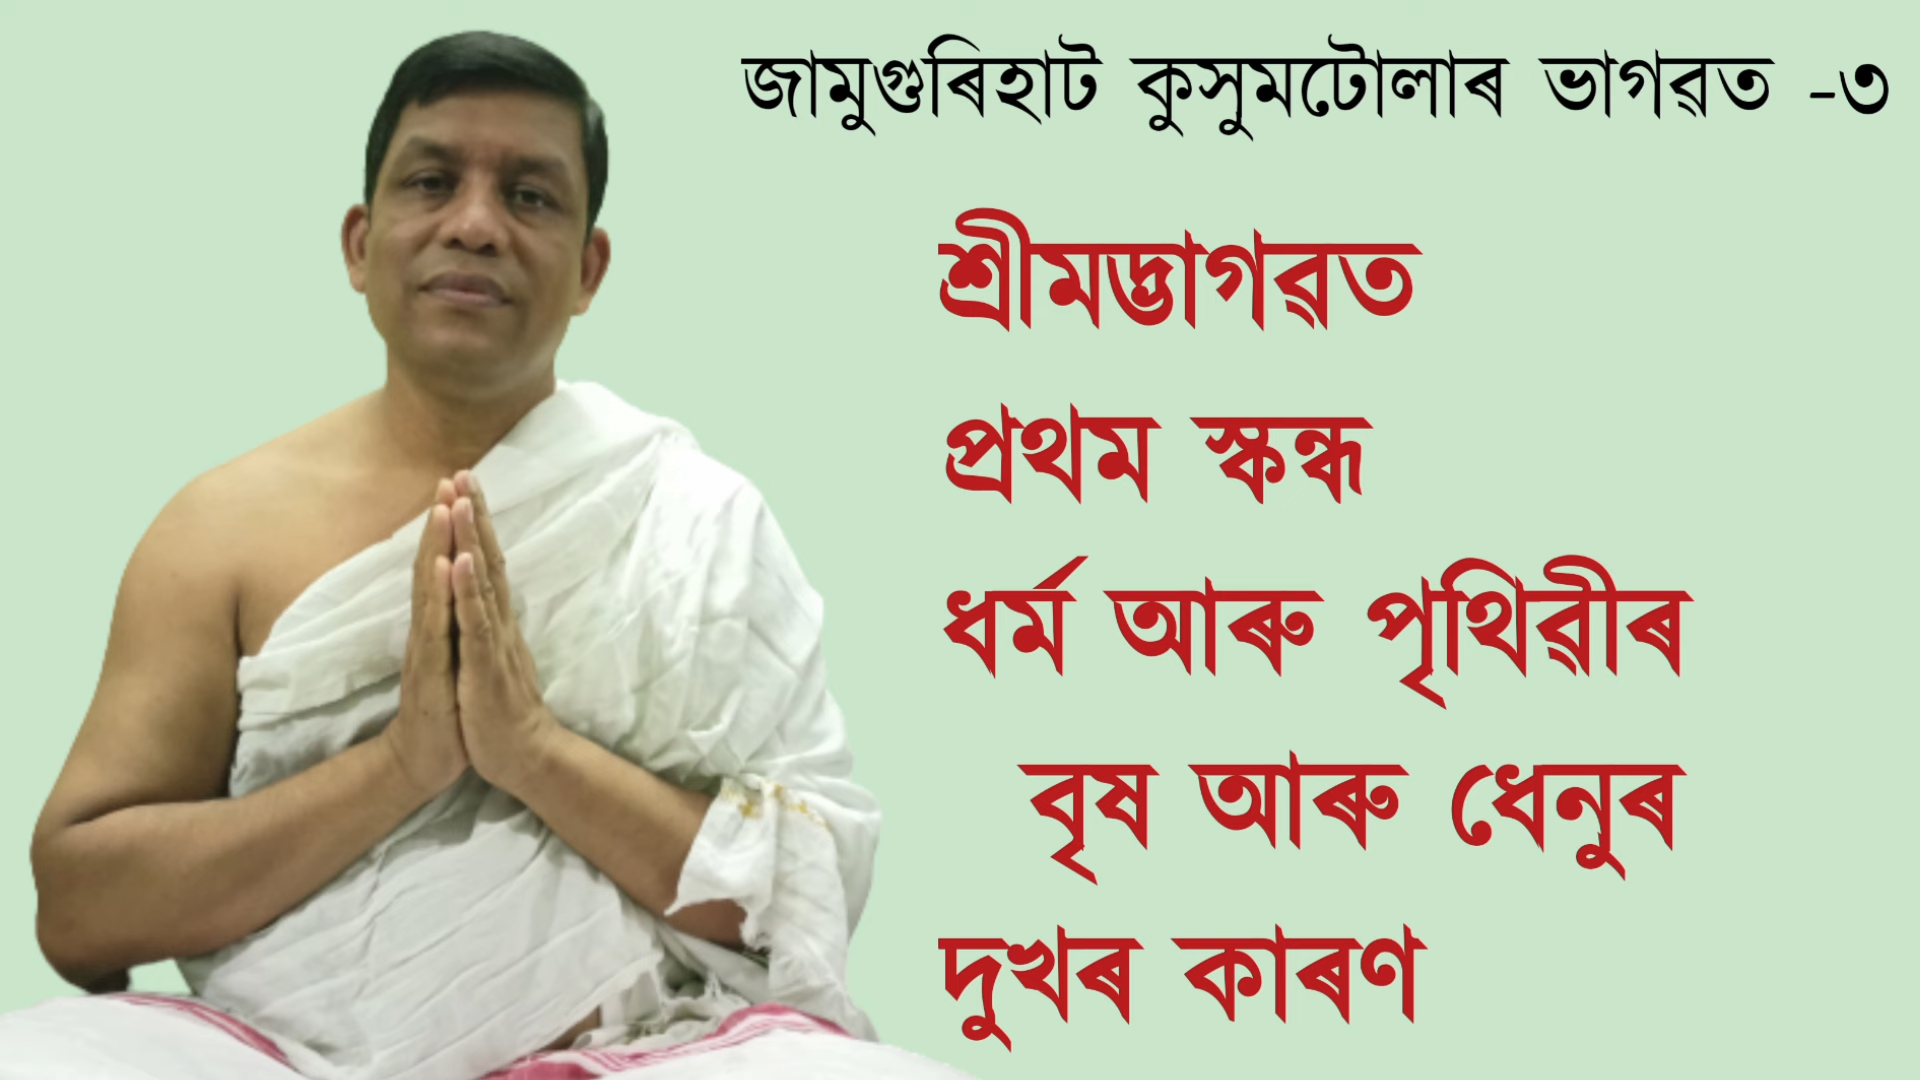 জামুগুৰিহাট কুসুমটোলাৰ ভাগৱত -৩
শ্ৰীমদ্ভাগৱত
প্ৰথম স্কন্ধ
ধৰ্ম আৰু পৃথিৱীৰ
বৃষ আৰু ধেনুৰ
দুখৰ কাৰণ